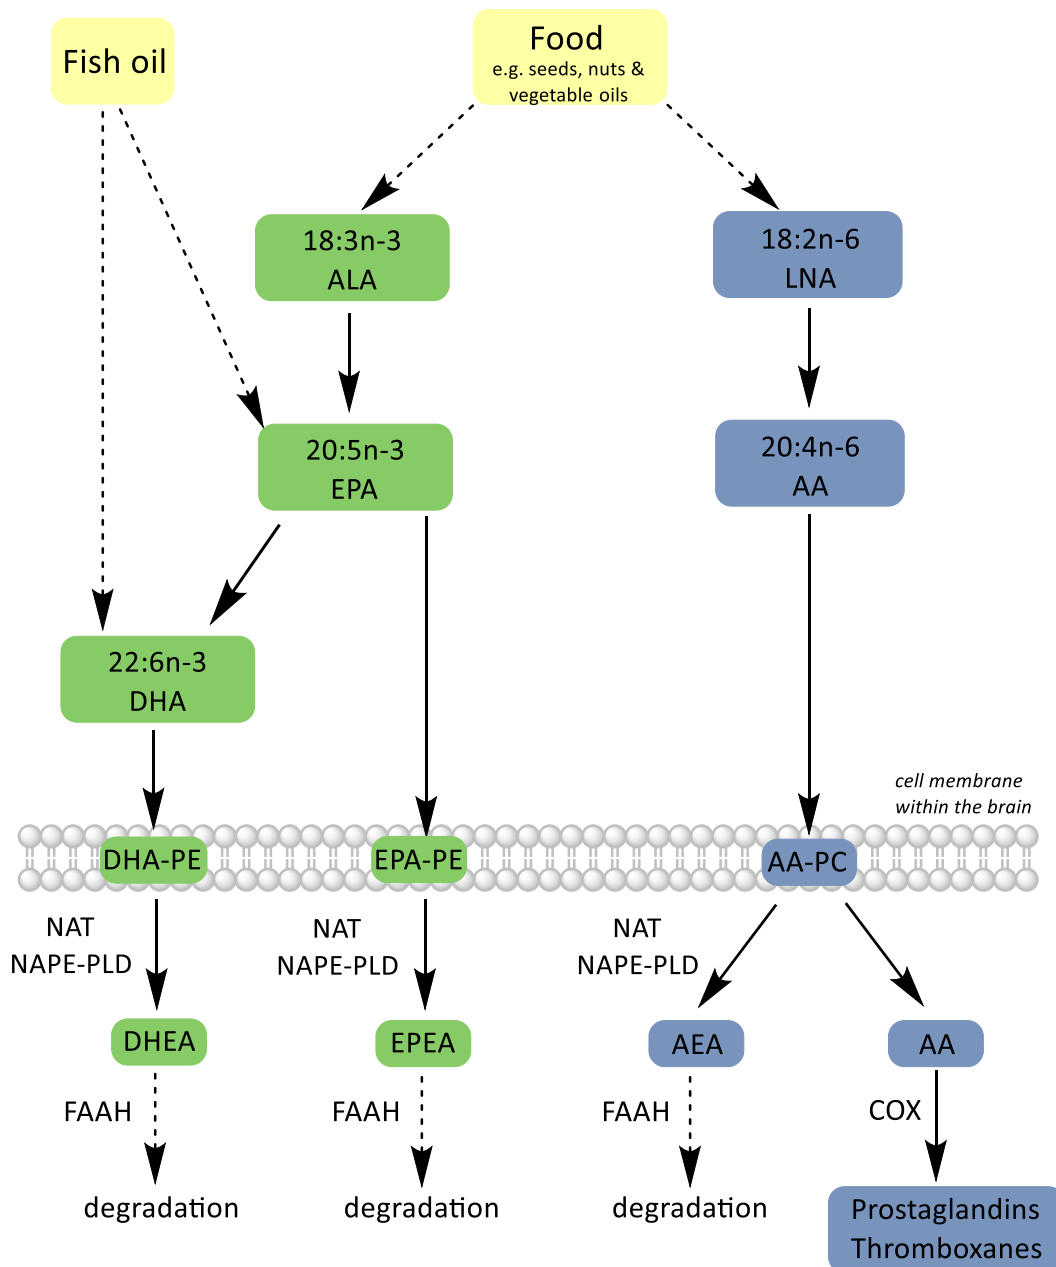 Fish oil
Food
e.g. seeds, nuts &
vegetable oils
18:3n-3
ALA
18:2n-6
LNA
20:5n-3
EPA
20:4n-6
AA
22:6n-3
DHA
cell membrane
within the brain
DHA-PE
EPA-PE
AA-PC
NAT
NAPE-PLD
NAT
NAPE-PLD
NAT
NAPE-PLD
DHEA
EPEA
AEA
AA
FAAH
FAAH
FAAH
COX
degradation
degradation
degradation
Prostaglandins
Thromboxanes